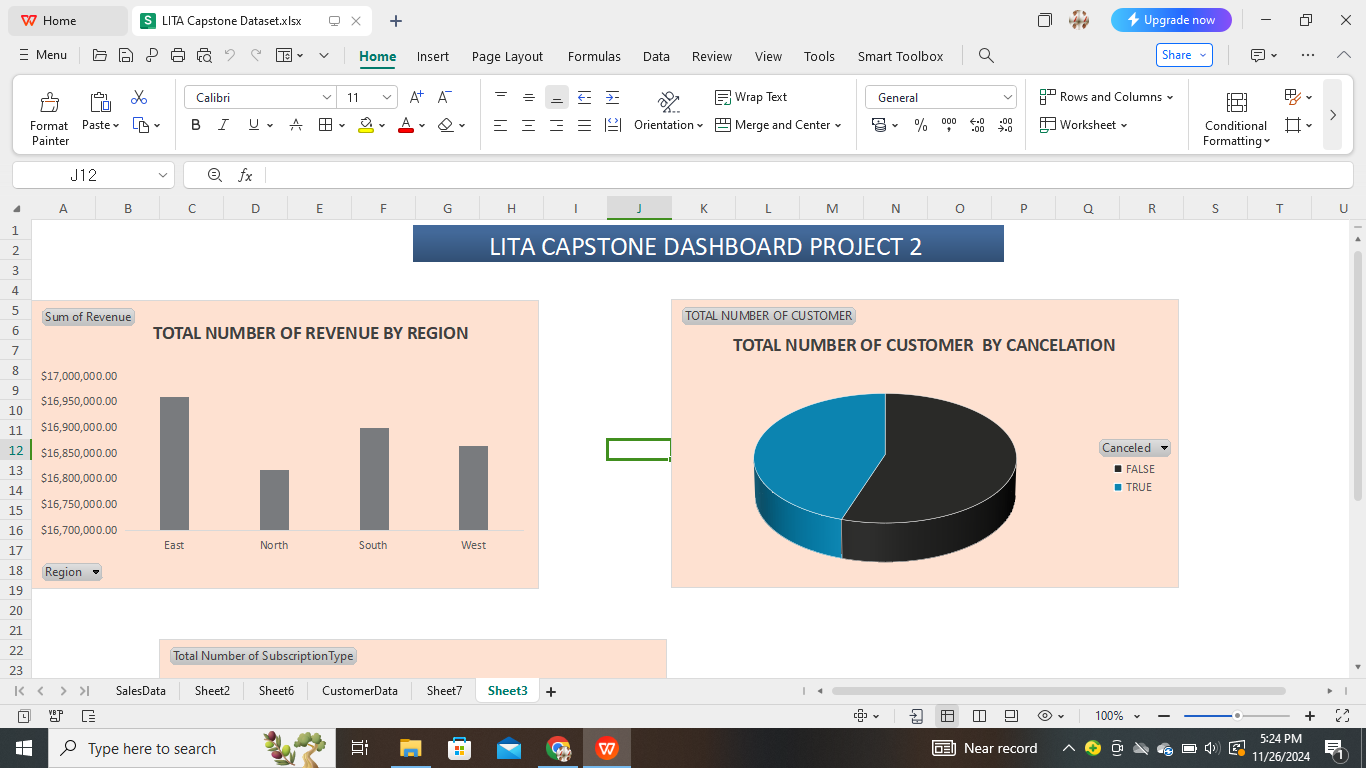 Home
LITA Capstone Dataset.xlsx
Upgrade now
Menu
Home Insert Page Layout Formulas Data Review View Tools Smart Toolbox
Share
Format Painter
Paste
Calibri 11
Orientation
Wrap Text
Merge and Center
General
Rows and Columns
Worksheet
Conditional Formatting
J12
fx
A B C D E F G H I J K L M N O P Q R S T U
1
2
3
4
5
6
7
8
9
10
11
12
13
14
15
16
17
18
19
20
21
22
23
LITA CAPSTONE DASHBOARD PROJECT 2
Sum of Revenue
TOTAL NUMBER OF REVENUE BY REGION
$17,000,000.00
$16,950,000.00
$16,900,000.00
$16,850,000.00
$16,800,000.00
$16,750,000.00
$16,700,000.00
East North South West
Region
TOTAL NUMBER OF CUSTOMER
TOTAL NUMBER OF CUSTOMER BY CANCELATION
Canceled
FALSE
TRUE
Total Number of SubscriptionType
SalesData Sheet2 Sheet6 CustomerData Sheet7 Sheet3
100%
Type here to search
Near record
5:24 PM
11/26/2024
1